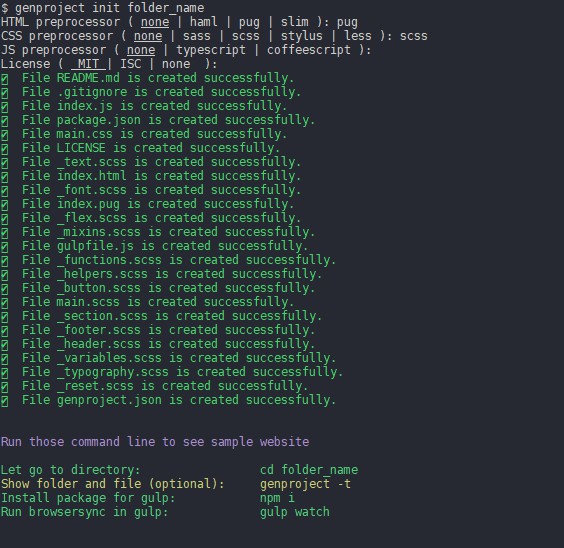 $ genproject init folder_name
HTML preprocessor ( none | haml | pug | slim ): pug
CSS preprocessor ( none | sass | scss | stylus | less ): scss
JS preprocessor ( none | typescript | coffeescript ):
License ( _MIT_| ISC | none  ):
☑ File README.md is created successfully.
☑ File .gitignore is created successfully.
☑ File index.js is created successfully.
☑ File package.json is created successfully.
☑ File main.css is created successfully.
☑ File LICENSE is created successfully.
☑ File _text.scss is created successfully.
☑ File index.html is created successfully.
☑ File _font.scss is created successfully.
☑ File index.pug is created successfully.
☑ File _flex.scss is created successfully.
☑ File _mixins.scss is created successfully.
☑ File gulpfile.js is created successfully.
☑ File _functions.scss is created successfully.
☑ File _helpers.scss is created successfully.
☑ File _button.scss is created successfully.
☑ File main.scss is created successfully.
☑ File _section.scss is created successfully.
☑ File _footer.scss is created successfully.
☑ File _header.scss is created successfully.
☑ File _variables.scss is created successfully.
☑ File _typography.scss is created successfully.
☑ File _reset.scss is created successfully.
☑ File genproject.json is created successfully.
Run those command line to see sample website
Let go to directory: cd folder_name
Show folder and file (optional): genproject -t
Install package for gulp: npm i
Run browsersync in gulp: gulp watch